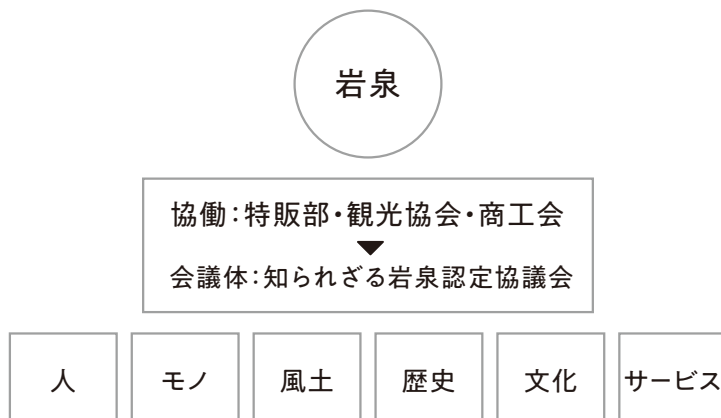 岩泉
協働：特販部・観光協会・商工会
会議体：知られざる岩泉認定協議会
人
モノ
風土
歴史
文化
サービス